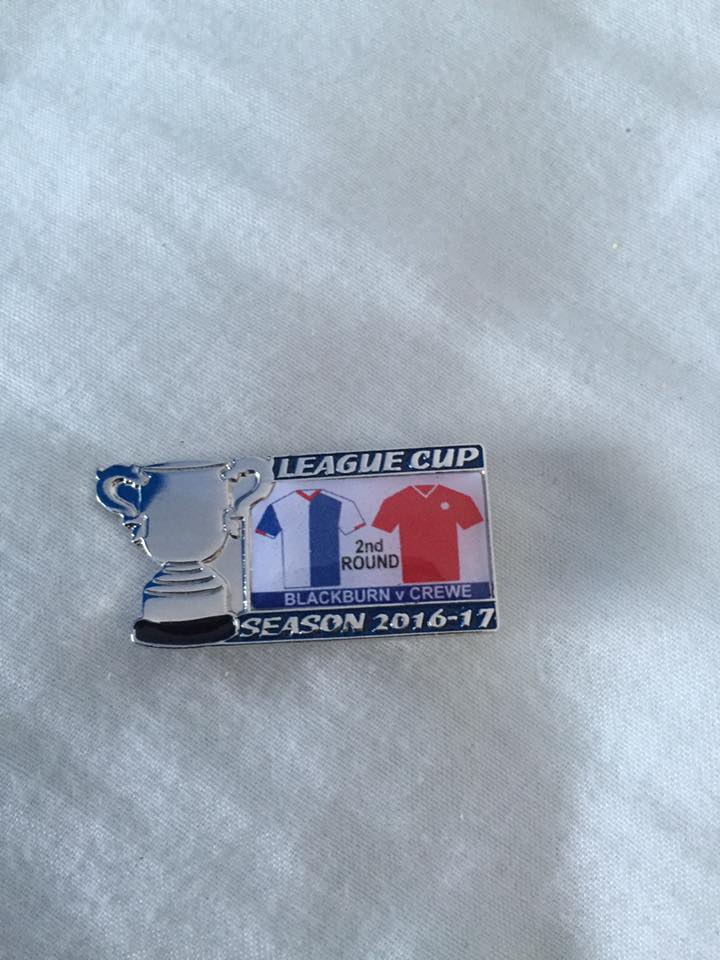 LEAGUE CUP
2nd
ROUND
BLACKBURN v CREWE
SEASON 2016-17